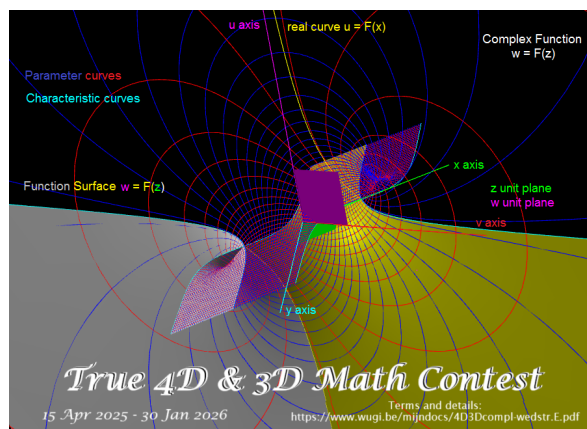 u axis
real curve u = F(x)
Complex Function
w = F(z)
Parameter curves
Characteristic curves
x axis
Function Surface w = F(z)
z unit plane
w unit plane
v axis
y axis
True 4D & 3D Math Contest
15 Apr 2025 - 30 Jan 2026
Terms and details:
https://www.wugi.be/mijndocs/4D3Dcompl-wedstr.E.pdf